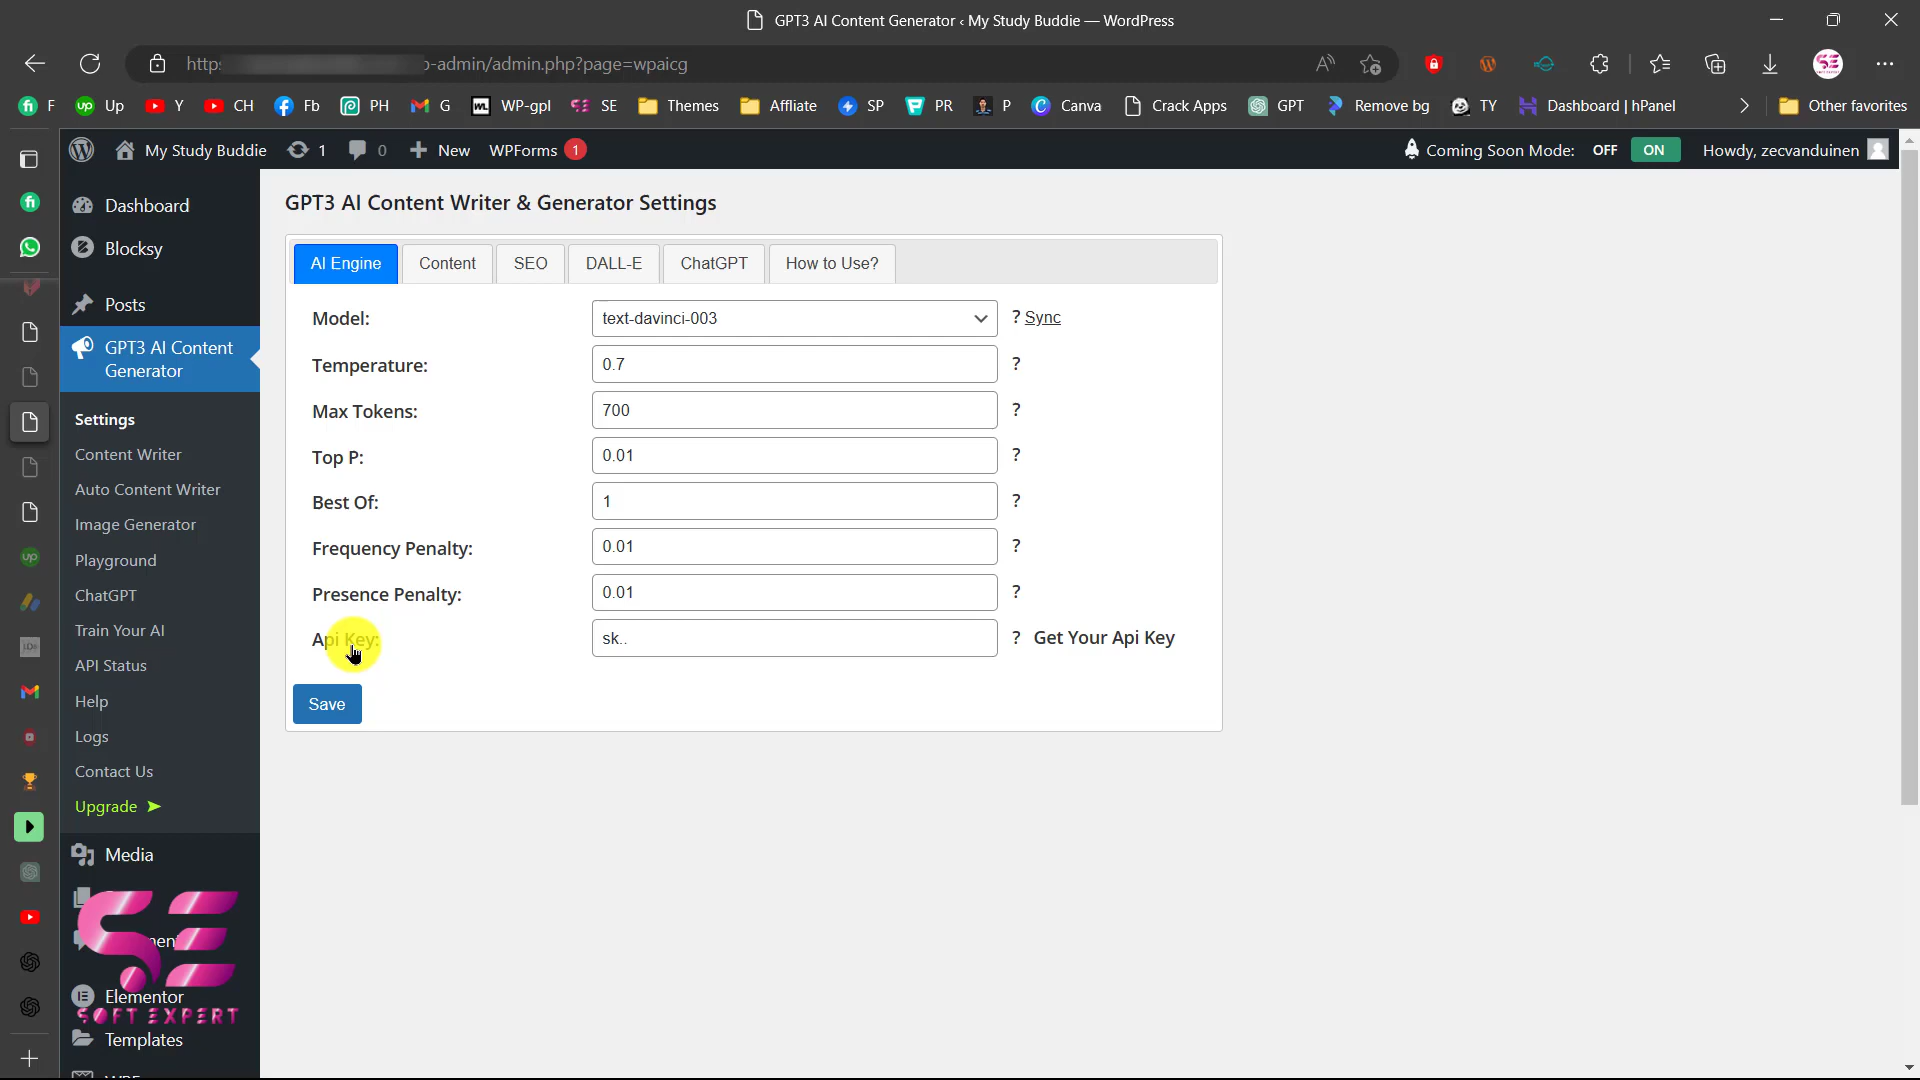 GPT3 AI Content Generator ‹ My Study Buddie — WordPress
http
-admin/admin.php?page=wpaicg
F
Up
Y
CH
Fb
PH
G
WP-gpl
SE
Themes
Affliate
SP
PR
P
Canva
Crack Apps
GPT
Remove bg
TY
Dashboard | hPanel
Other favorites
My Study Buddie
1
0
New
WPForms 1
Coming Soon Mode: OFF ON
Howdy, zecvanduinen
Dashboard
Blocksy
Posts
GPT3 AI Content
Generator
Settings
Content Writer
Auto Content Writer
Image Generator
Playground
ChatGPT
Train Your AI
API Status
Help
Logs
Contact Us
Upgrade ➤
Media
Elementor
Templates
SE
SOFT EXPERT
GPT3 AI Content Writer & Generator Settings
AI Engine
Content
SEO
DALL-E
ChatGPT
How to Use?
Model: text-davinci-003 ? Sync
Temperature: 0.7 ?
Max Tokens: 700 ?
Top P: 0.01 ?
Best Of: 1 ?
Frequency Penalty: 0.01 ?
Presence Penalty: 0.01 ?
Api Key: sk.. ? Get Your Api Key
Save